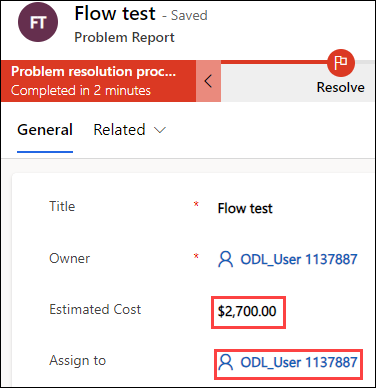 FT
Flow test - Saved
Problem Report
Problem resolution proc...
Completed in 2 minutes
Resolve
General Related
Title * Flow test
Owner * ODL_User 1137887
Estimated Cost $2,700.00
Assign to ODL_User 1137887